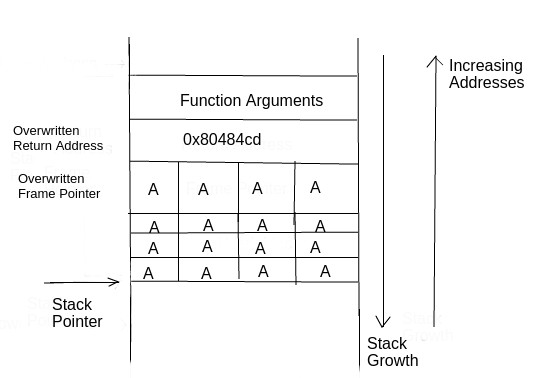 Increasing
Addresses
Function Arguments
Overwritten
Return Address
0x80484cd
Overwritten
Frame Pointer
A A A A
A A A A
A A A A
A A A A
Stack
Pointer
Stack
Growth